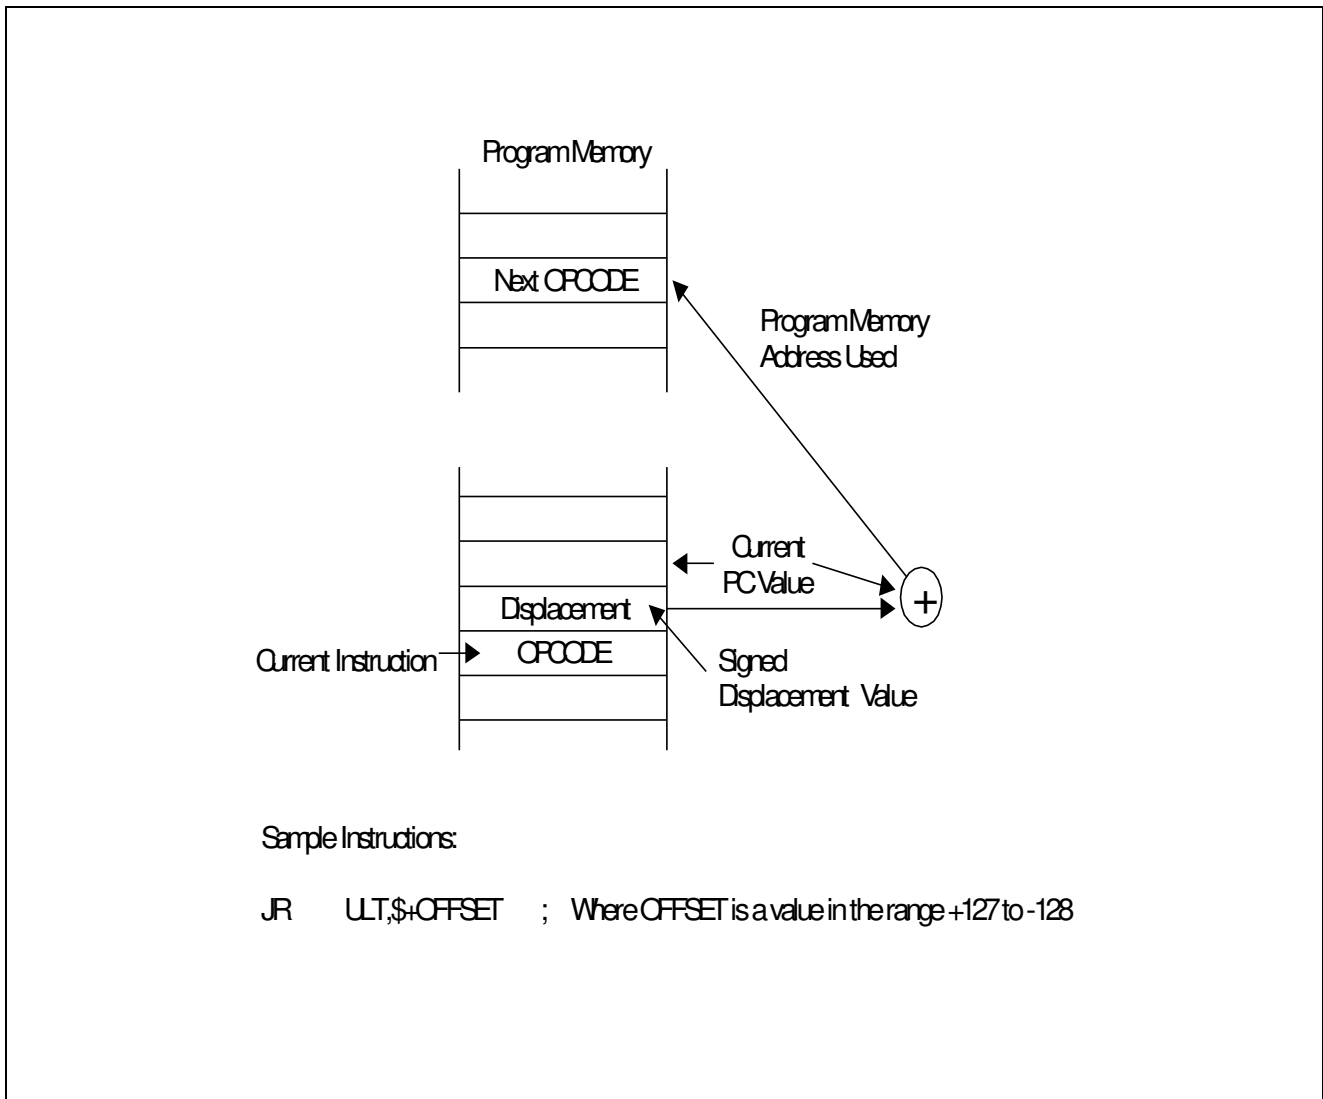 Program Memory
Next OPCODE
Program Memory
Address Used
Current
PC Value
Displacement
+
Current Instruction
OPCODE
Signed
Displacement Value
Sample Instructions:
JR ULT,$+OFFSET ; Where OFFSET is a value in the range +127 to -128